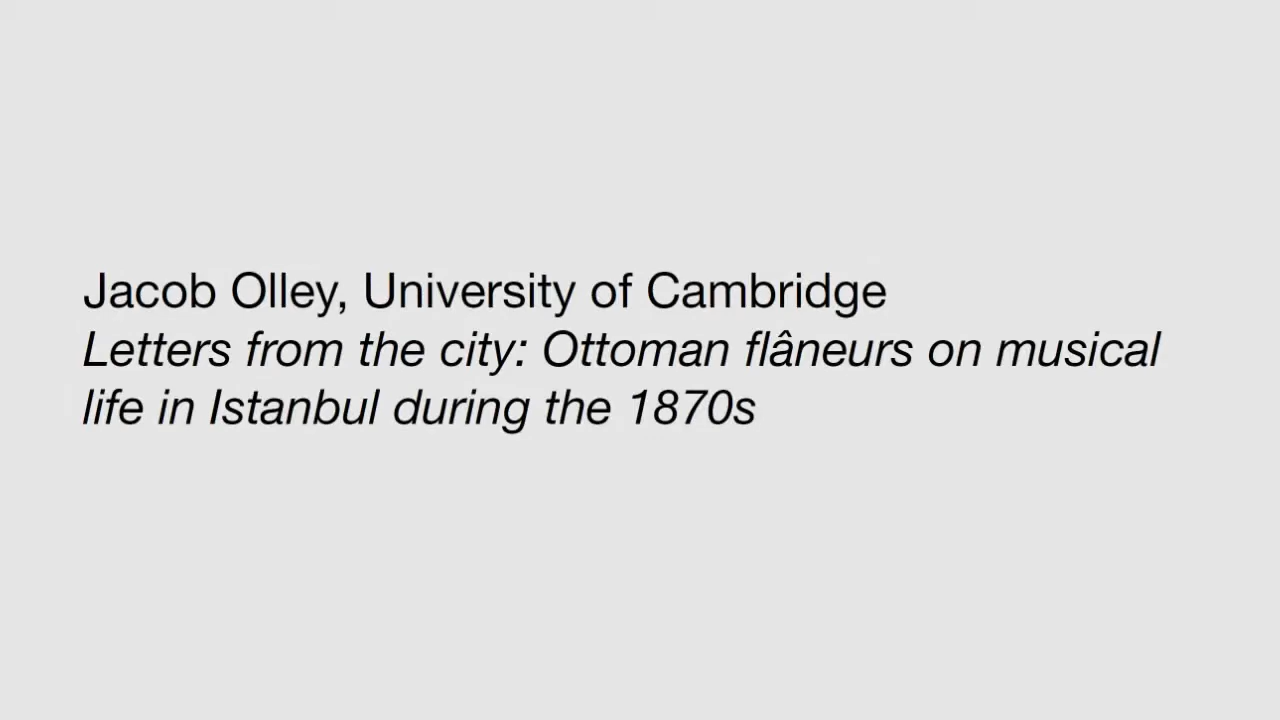 Jacob Olley, University of Cambridge
Letters from the city: Ottoman flâneurs on musical
life in Istanbul during the 1870s